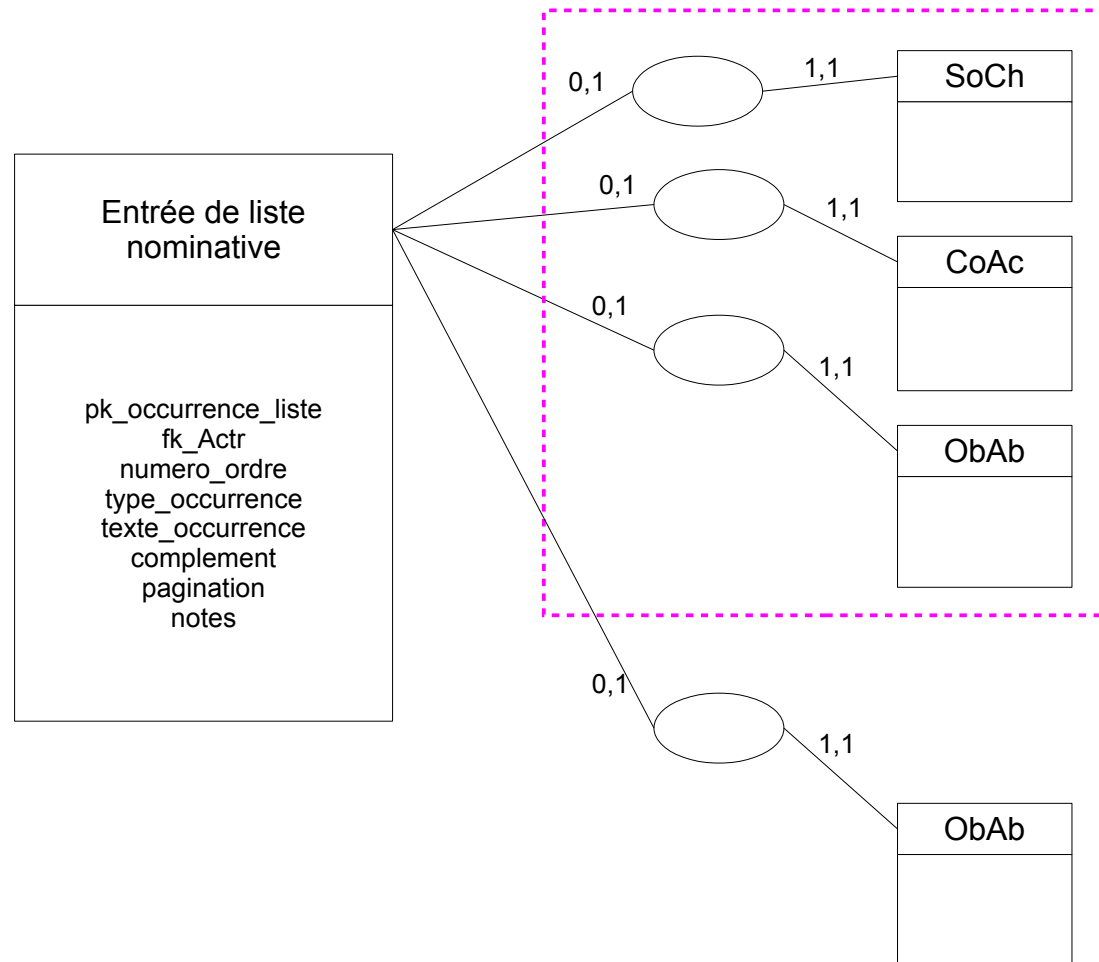 0,1
1,1
SoCh
Entrée de liste
nominative
0,1
1,1
CoAc
0,1
1,1
ObAb
pk_occurrence_liste
fk_Actr
numero_ordre
type_occurrence
texte_occurrence
complement
pagination
notes
0,1
1,1
ObAb